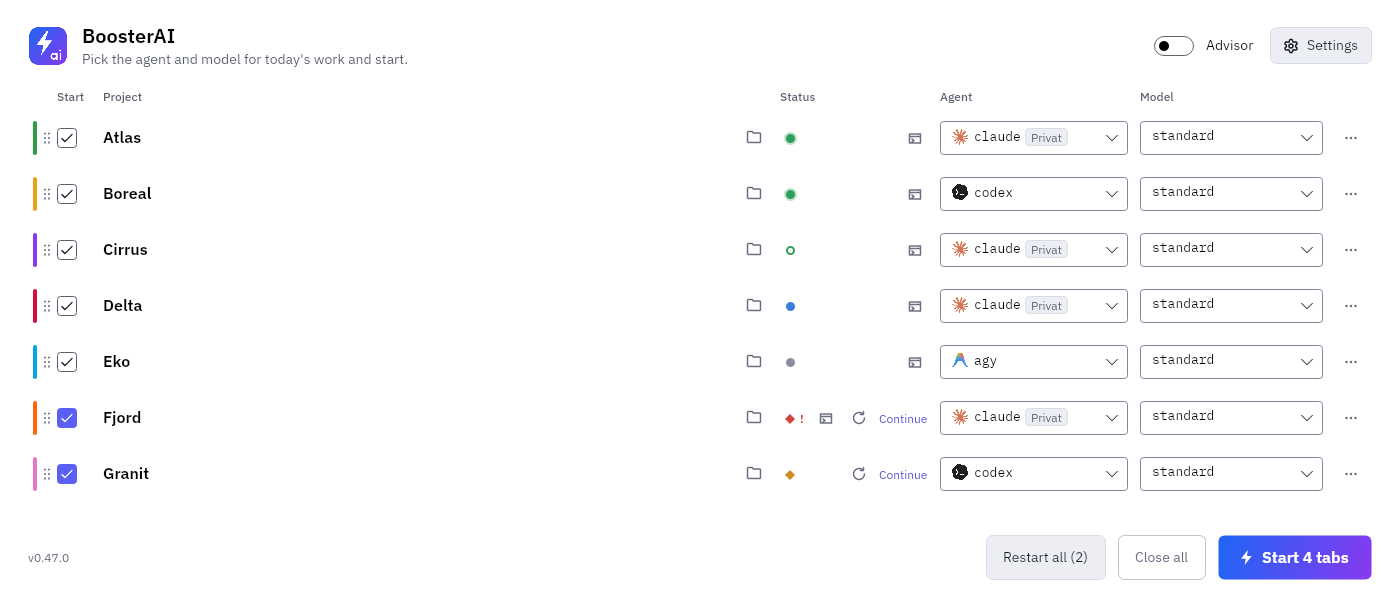 ai
BoosterAI
Pick the agent and model for today's work and start.
Advisor
Settings
Start Project Status Agent Model
Atlas claude Privat standard
Boreal codex standard
Cirrus claude Privat standard
Delta claude Privat standard
Eko agy standard
Fjord ! Continue claude Privat standard
Granit Continue codex standard
v0.47.0 Restart all (2) Close all Start 4 tabs